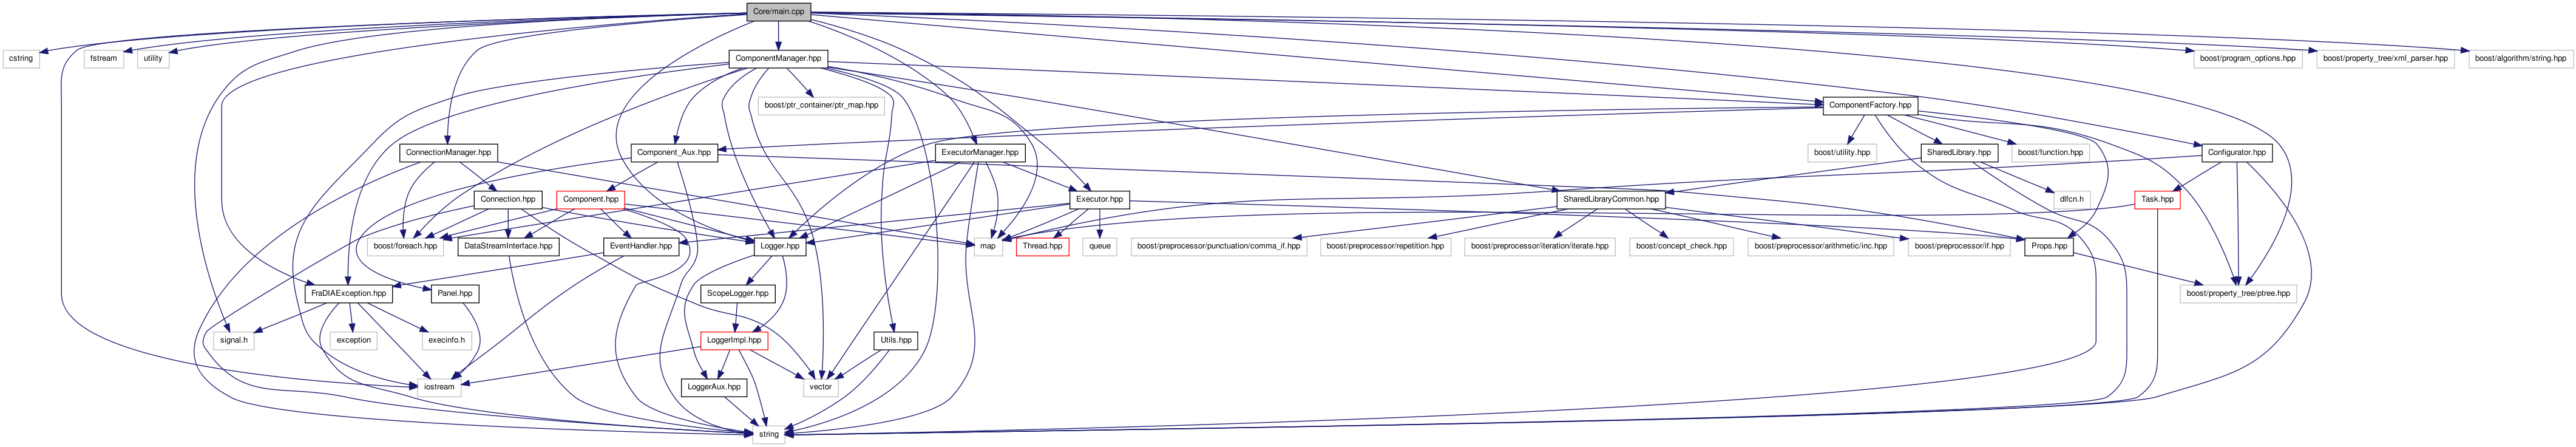 Core/main.cpp
cstring
fstream
utility
ComponentManager.hpp
boost/program_options.hpp
boost/property_tree/xml_parser.hpp
boost/algorithm/string.hpp
boost/ptr_container/ptr_map.hpp
ComponentFactory.hpp
ConnectionManager.hpp
Component_Aux.hpp
ExecutorManager.hpp
boost/utility.hpp
SharedLibrary.hpp
boost/function.hpp
Configurator.hpp
Connection.hpp
Component.hpp
Executor.hpp
SharedLibraryCommon.hpp
dlfcn.h
Task.hpp
boost/foreach.hpp
DataStreamInterface.hpp
EventHandler.hpp
Logger.hpp
map
Thread.hpp
queue
boost/preprocessor/punctuation/comma_if.hpp
boost/preprocessor/repetition.hpp
boost/preprocessor/iteration/iterate.hpp
boost/concept_check.hpp
boost/preprocessor/arithmetic/inc.hpp
boost/preprocessor/if.hpp
Props.hpp
FraDIAException.hpp
Panel.hpp
ScopeLogger.hpp
boost/property_tree/ptree.hpp
signal.h
exception
execinfo.h
LoggerImpl.hpp
Utils.hpp
iostream
LoggerAux.hpp
vector
string